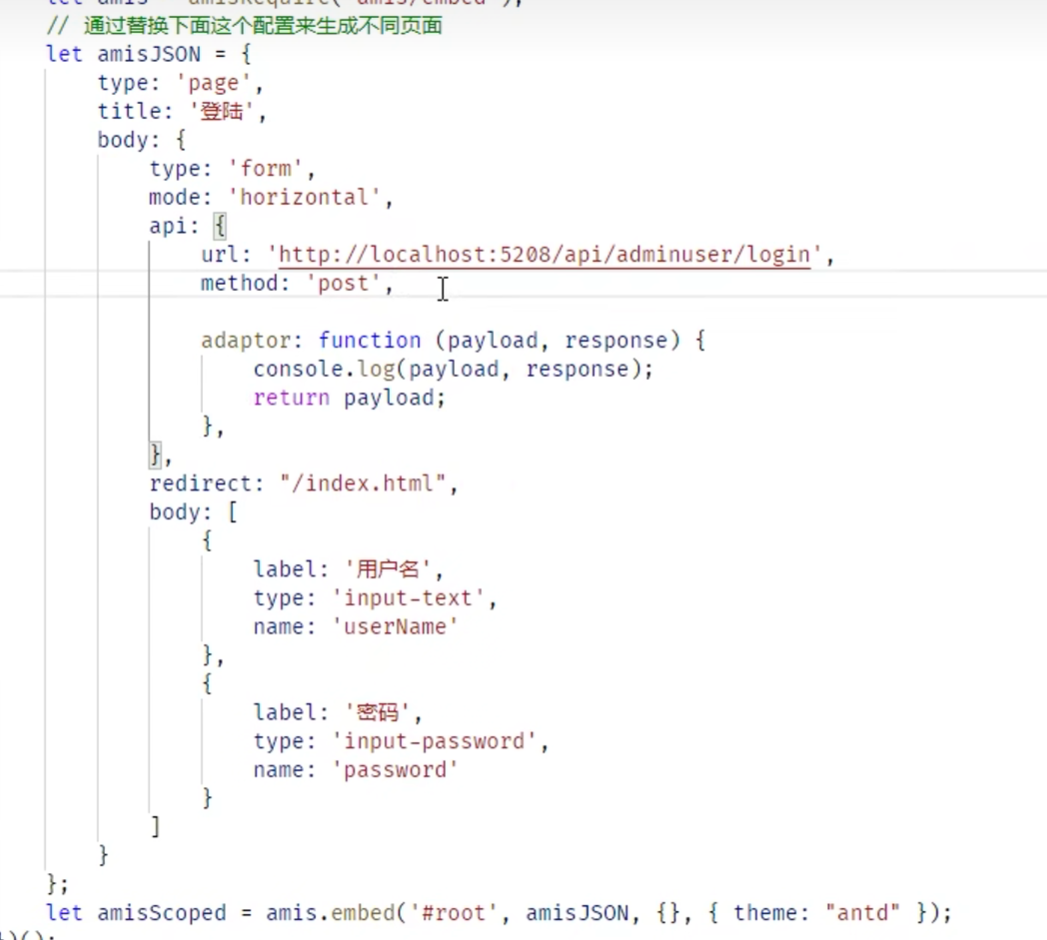 let amis = amisRequire('amis/embed');
// 通过替换下面这个配置来生成不同页面
let amisJSON = {
type: 'page',
title: '登陆',
body: {
type: 'form',
mode: 'horizontal',
api: {
url: 'http://localhost:5208/api/adminuser/login',
method: 'post',
adaptor: function (payload, response) {
console.log(payload, response);
return payload;
},
},
redirect: "/index.html",
body: [
{
label: '用户名',
type: 'input-text',
name: 'userName'
},
{
label: '密码',
type: 'input-password',
name: 'password'
}
]
}
};
let amisScoped = amis.embed('#root', amisJSON, {}, { theme: "antd" });
})();